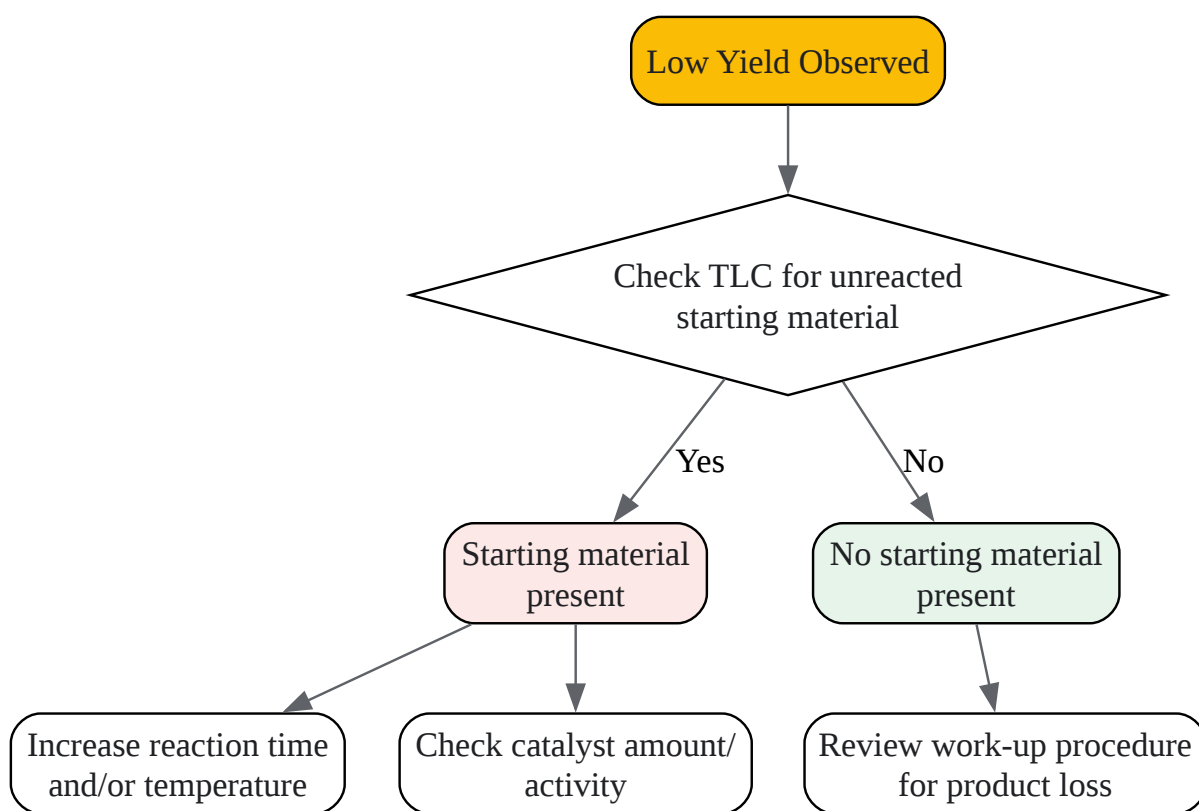 Low Yield Observed
Check TLC for unreacted
starting material
Yes
No
Starting material
present
No starting material
present
Increase reaction time
and/or temperature
Check catalyst amount/
activity
Review work-up procedure
for product loss